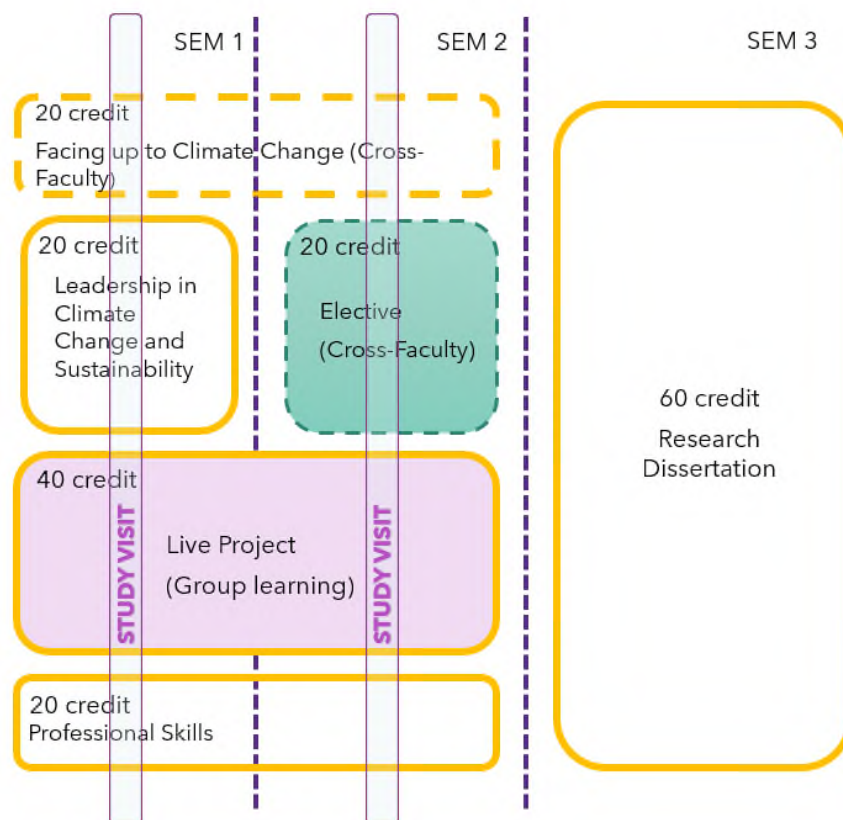 SEM 1
SEM 2
SEM 3
20 credit
Facing up to Climate Change (Cross-
Faculty)
20 credit
Leadership in
Climate
Change and
Sustainability
20 credit
Elective
(Cross-Faculty)
40 credit
Live Project
(Group learning)
STUDY VISIT
STUDY VISIT
20 credit
Professional Skills
60 credit
Research
Dissertation